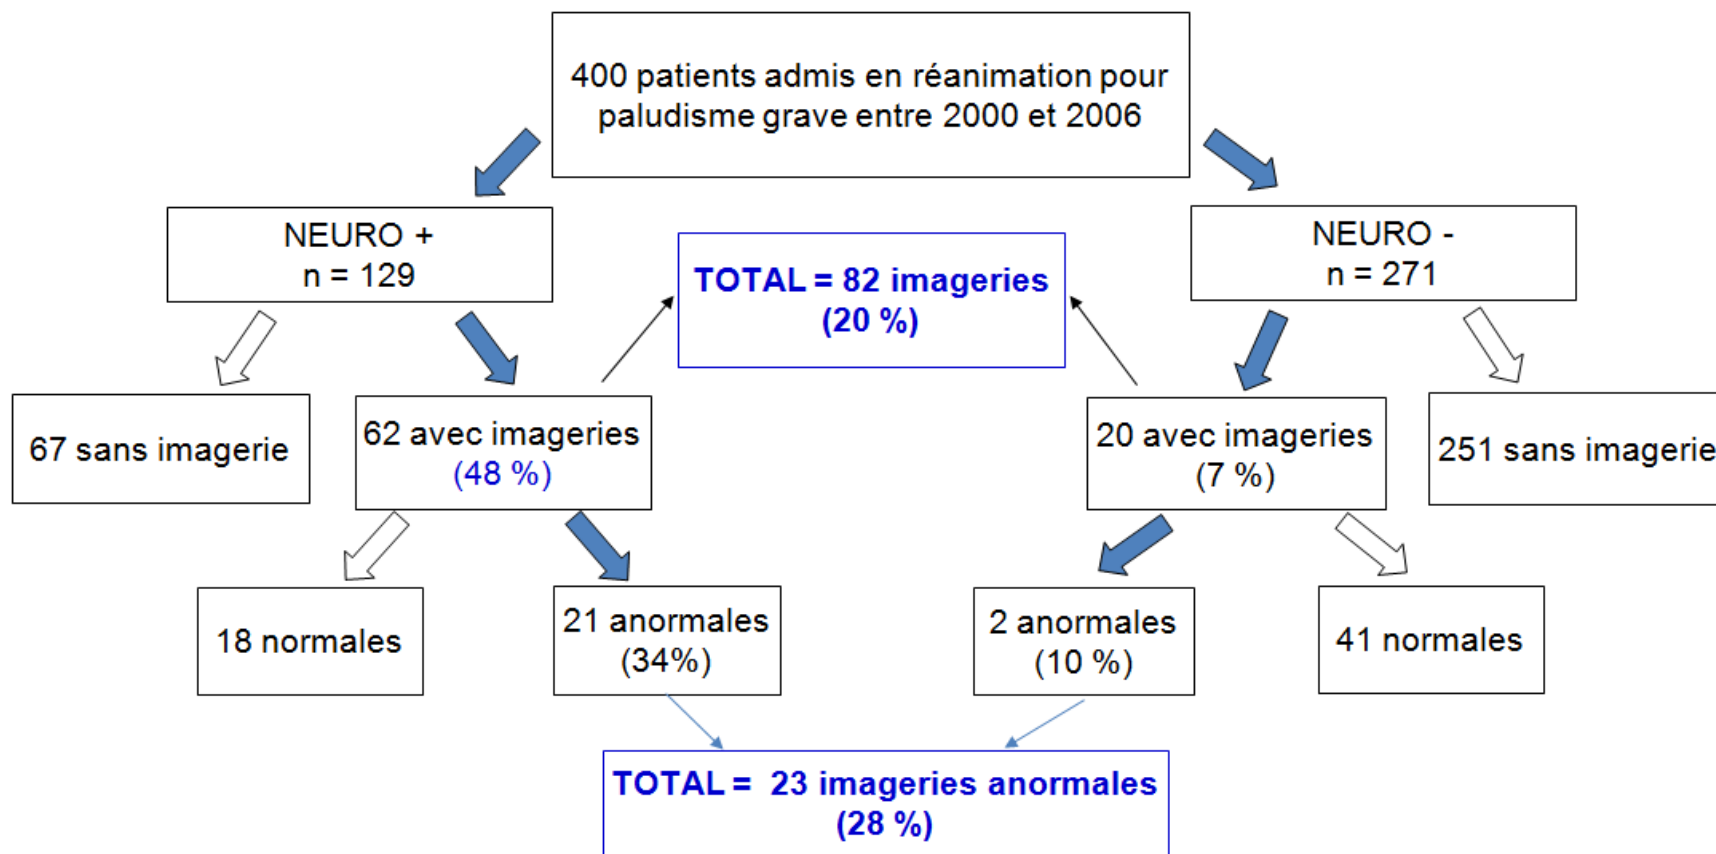 400 patients admis en réanimation pour
paludisme grave entre 2000 et 2006
NEURO +
n = 129
NEURO -
n = 271
TOTAL = 82 imageries
(20 %)
67 sans imagerie
62 avec imageries
(48 %)
20 avec imageries
(7 %)
251 sans imagerie
18 normales
21 anormales
(34%)
2 anormales
(10 %)
41 normales
TOTAL = 23 imageries anormales
(28 %)